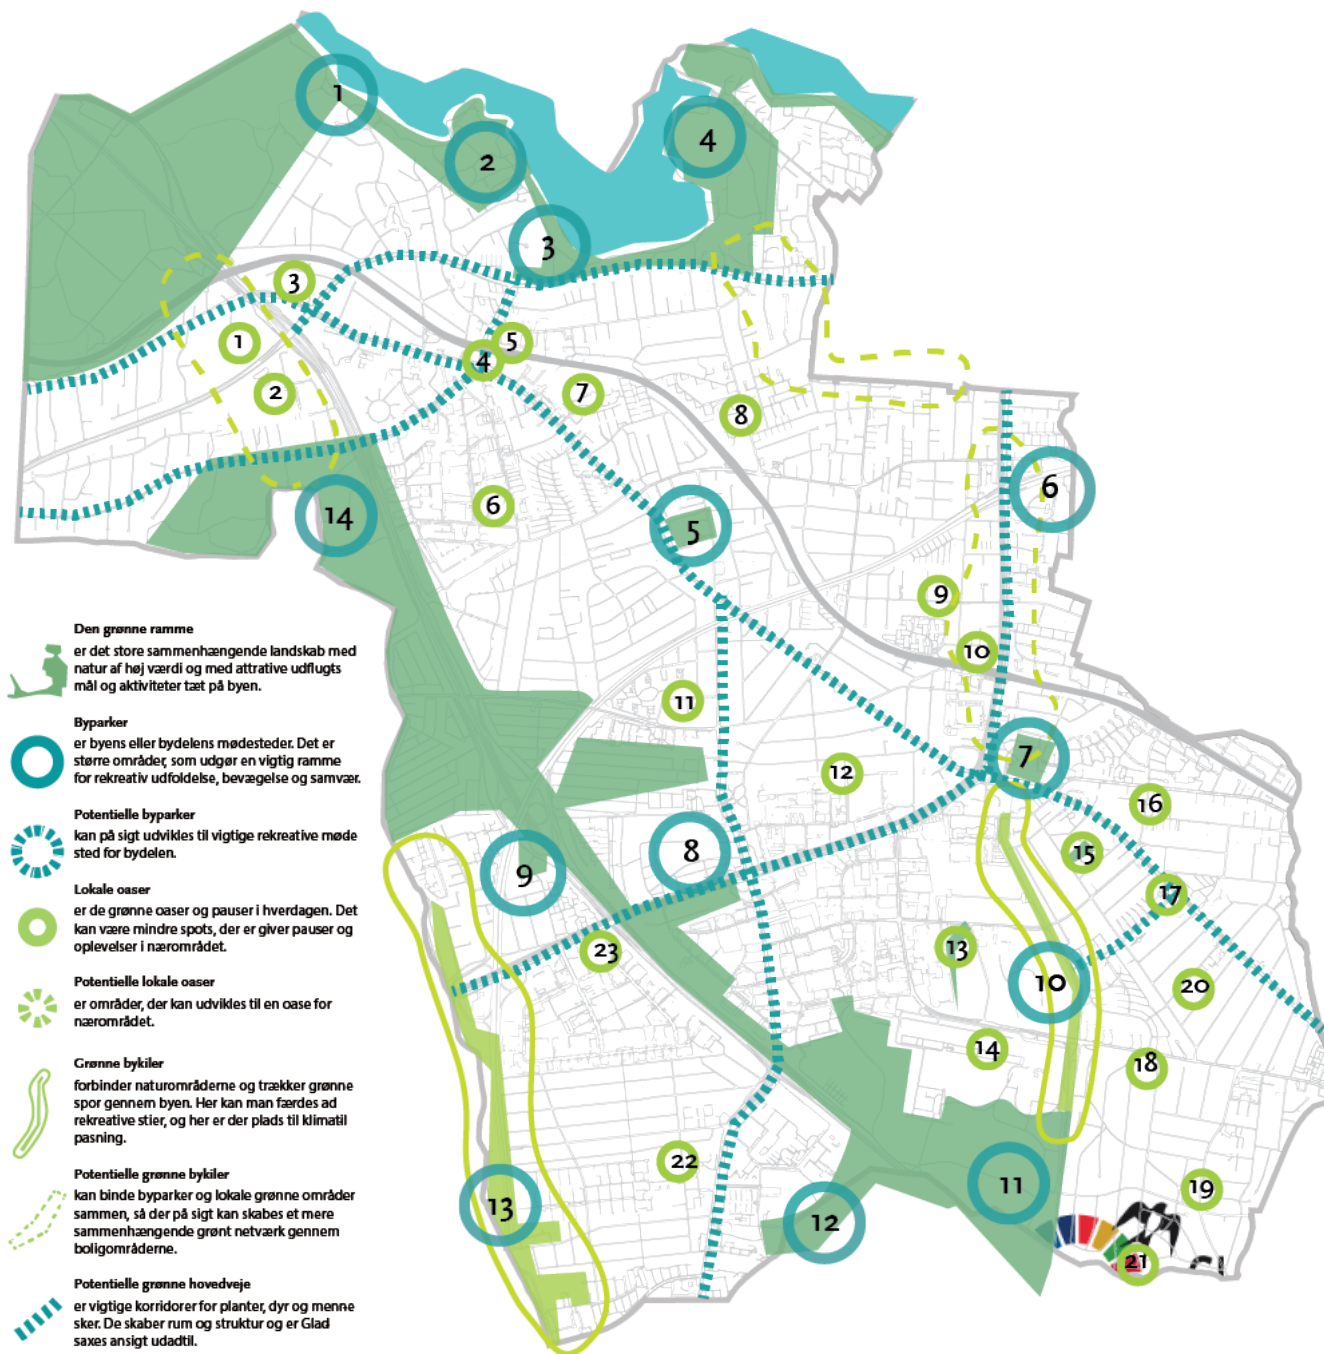 1
2
3
4
3
1
2
5
4
7
8
6
14
5
6
9
10
11
7
12
16
15
8
9
17
13
23
10
20
14
18
22
11
19
13
12
21
Den grønne ramme
er det store sammenhængende landskab med
natur af høj værdi og med attrative udflugts
mål og aktiviteter tæt på byen.
Byparker
er byens eller bydelens mødesteder. Det er
større områder, som udgør en vigtig ramme
for rekreativ udfoldelse, bevægelse og samvær.
Potentielle byparker
kan på sigt udvikles til vigtige rekreative møde
sted for bydelen.
Lokale oaser
er de grønne oaser og pauser i hverdagen. Det
kan være mindre spots, der er giver pauser og
oplevelser i nærområdet.
Potentielle lokale oaser
er områder, der kan udvikles til en oase for
nærområdet.
Grønne bykiler
forbinder naturområderne og trækker grønne
spor gennem byen. Her kan man færdes ad
rekreative stier, og her er der plads til klimatil
pasning.
Potentielle grønne bykiler
kan binde byparker og lokale grønne områder
sammen, så der på sigt kan skabes et mere
sammenhængende grønt netværk gennem
boligområderne.
Potentielle grønne hovedveje
er vigtige korridorer for planter, dyr og menne
sker. De skaber rum og struktur og er Glad
saxes ansigt udadtil.